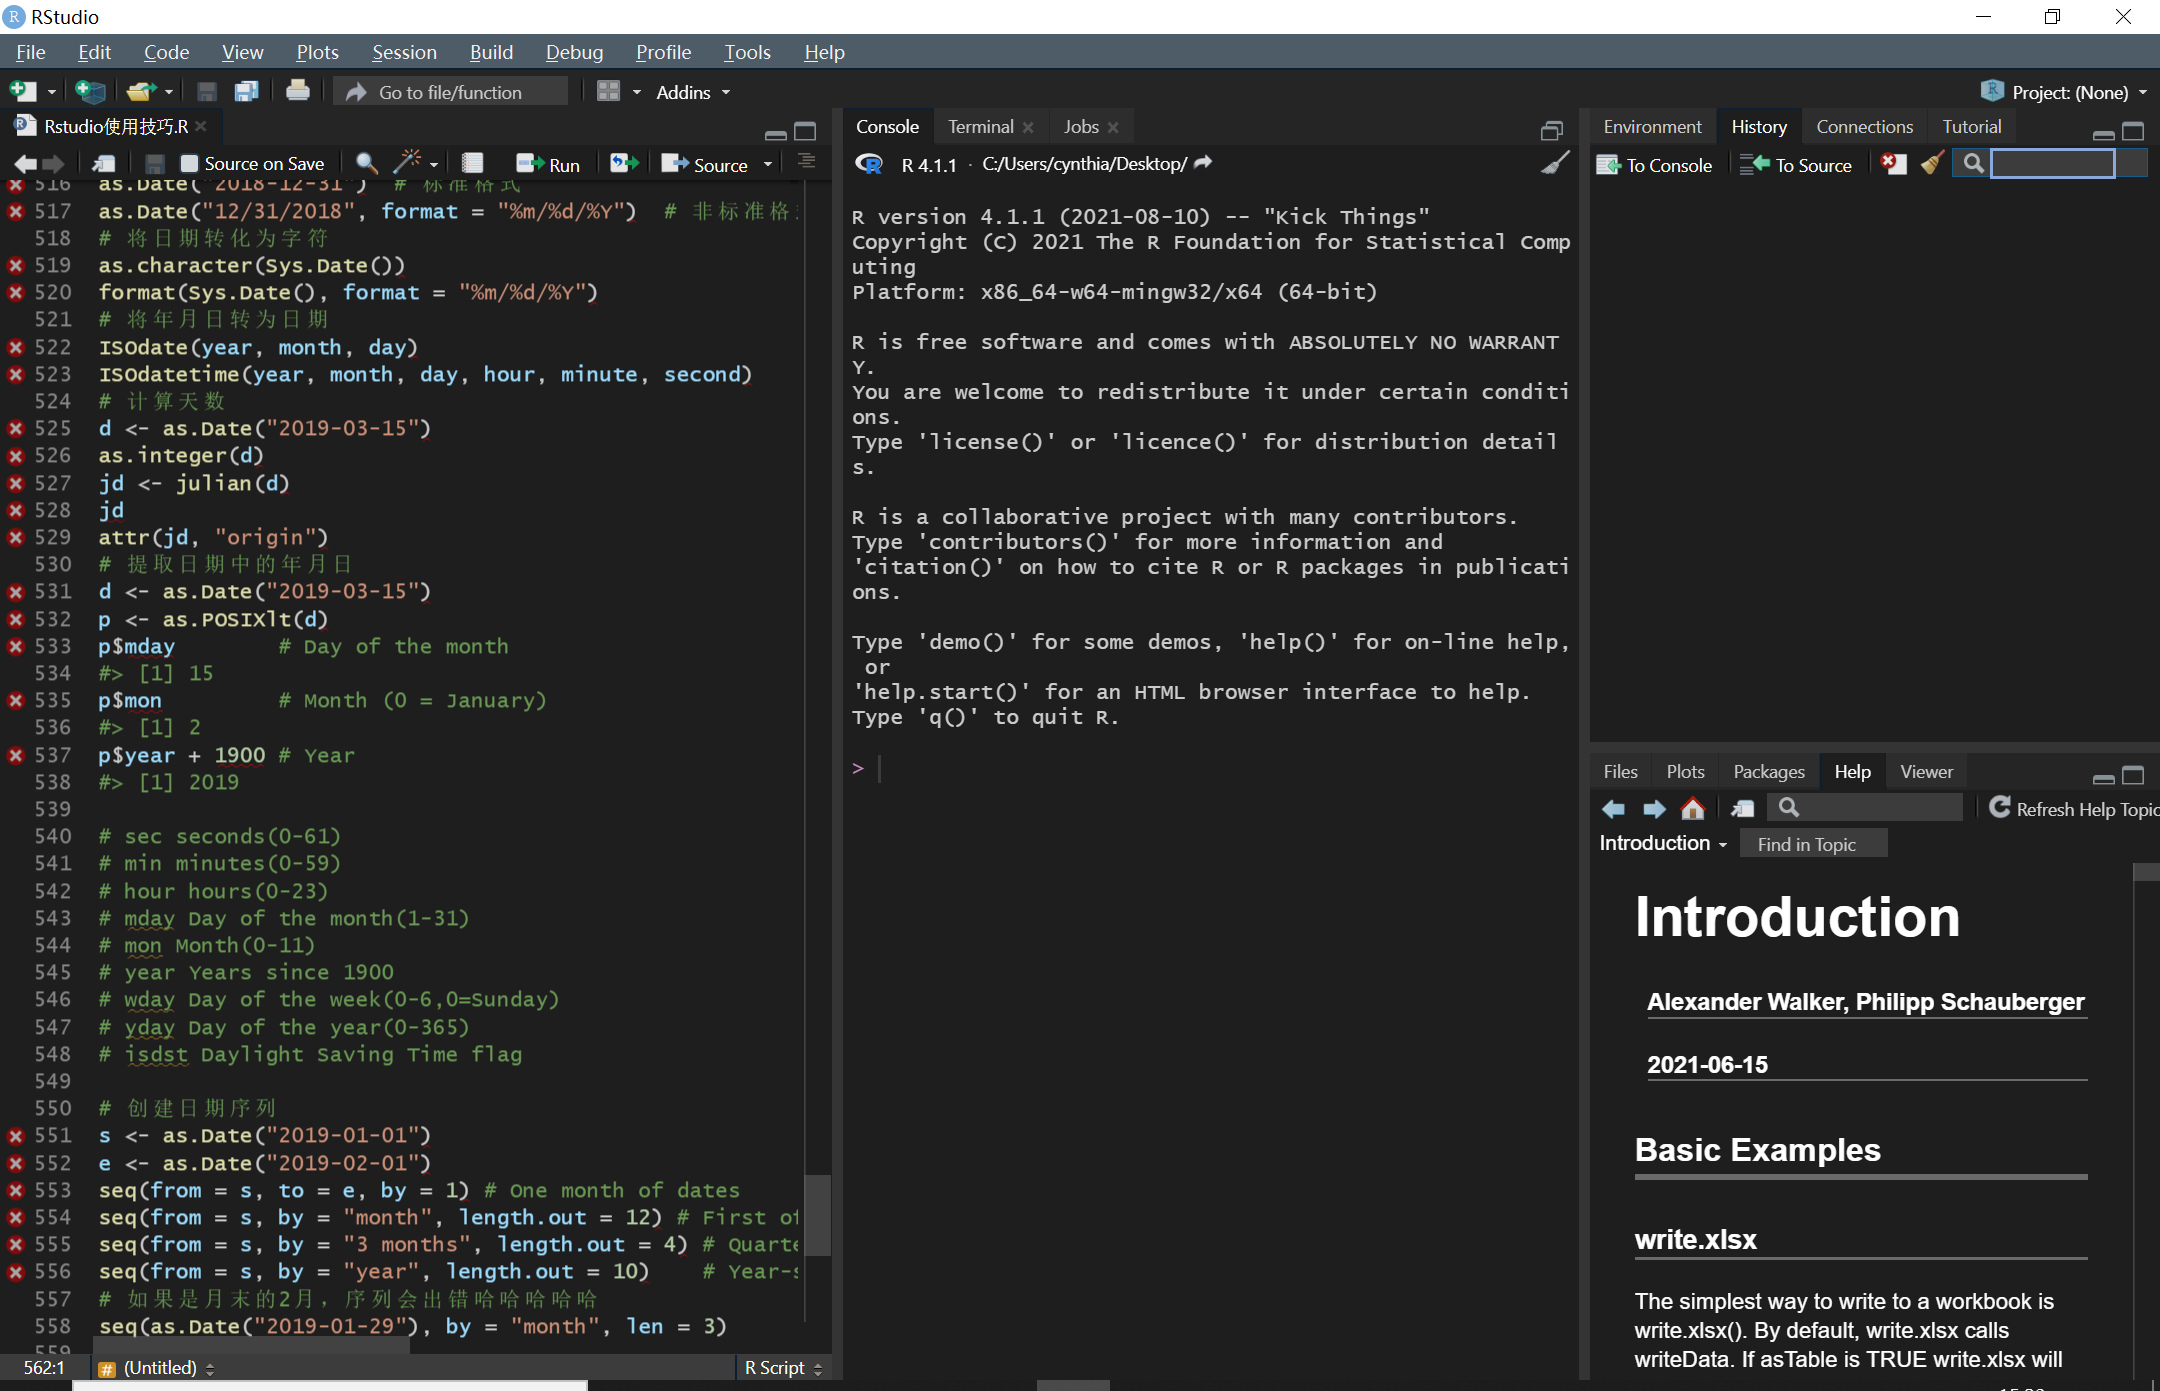 RStudio
File Edit Code View Plots Session Build Debug Profile Tools Help
Go to file/function Addins Project: (None)
Rstudio使用技巧.R
Source on Save Run Source
516 as.Date("2018-12-31") # 标准格式
517 as.Date("12/31/2018", format = "%m/%d/%Y") # 非标准格
518 # 将日期转化为字符
519 as.character(Sys.Date())
520 format(Sys.Date(), format = "%m/%d/%Y")
521 # 将年月日转为日期
522 ISOdate(year, month, day)
523 ISOdatetime(year, month, day, hour, minute, second)
524 # 计算天数
525 d <- as.Date("2019-03-15")
526 as.integer(d)
527 jd <- julian(d)
528 jd
529 attr(jd, "origin")
530 # 提取日期中的年月日
531 d <- as.Date("2019-03-15")
532 p <- as.POSIXlt(d)
533 p$mday # Day of the month
534 #> [1] 15
535 p$mon # Month (0 = January)
536 #> [1] 2
537 p$year + 1900 # Year
538 #> [1] 2019
539
540 # sec seconds(0-61)
541 # min minutes(0-59)
542 # hour hours(0-23)
543 # mday Day of the month(1-31)
544 # mon Month(0-11)
545 # year Years since 1900
546 # wday Day of the week(0-6,0=Sunday)
547 # yday Day of the year(0-365)
548 # isdst Daylight Saving Time flag
549
550 # 创建日期序列
551 s <- as.Date("2019-01-01")
552 e <- as.Date("2019-02-01")
553 seq(from = s, to = e, by = 1) # One month of dates
554 seq(from = s, by = "month", length.out = 12) # First of
555 seq(from = s, by = "3 months", length.out = 4) # Quarte
556 seq(from = s, by = "year", length.out = 10) # Year-s
557 # 如果是月末的2月，序列会出错哈哈哈哈哈
558 seq(as.Date("2019-01-29"), by = "month", len = 3)
559
562:1 # (Untitled) R Script
Console Terminal Jobs
R 4.1.1 · C:/Users/cynthia/Desktop/
R version 4.1.1 (2021-08-10) -- "Kick Things"
Copyright (C) 2021 The R Foundation for Statistical Comp
uting
Platform: x86_64-w64-mingw32/x64 (64-bit)
R is free software and comes with ABSOLUTELY NO WARRANT
Y.
You are welcome to redistribute it under certain conditi
ons.
Type 'license()' or 'licence()' for distribution detail
s.
R is a collaborative project with many contributors.
Type 'contributors()' for more information and
'citation()' on how to cite R or R packages in publicati
ons.
Type 'demo()' for some demos, 'help()' for on-line help,
or
'help.start()' for an HTML browser interface to help.
Type 'q()' to quit R.
>
Environment History Connections Tutorial
To Console To Source
Files Plots Packages Help Viewer
Refresh Help Topic
Introduction Find in Topic
Introduction
Alexander Walker, Philipp Schauberger
2021-06-15
Basic Examples
write.xlsx
The simplest way to write to a workbook is
write.xlsx(). By default, write.xlsx calls
writeData. If asTable is TRUE write.xlsx will